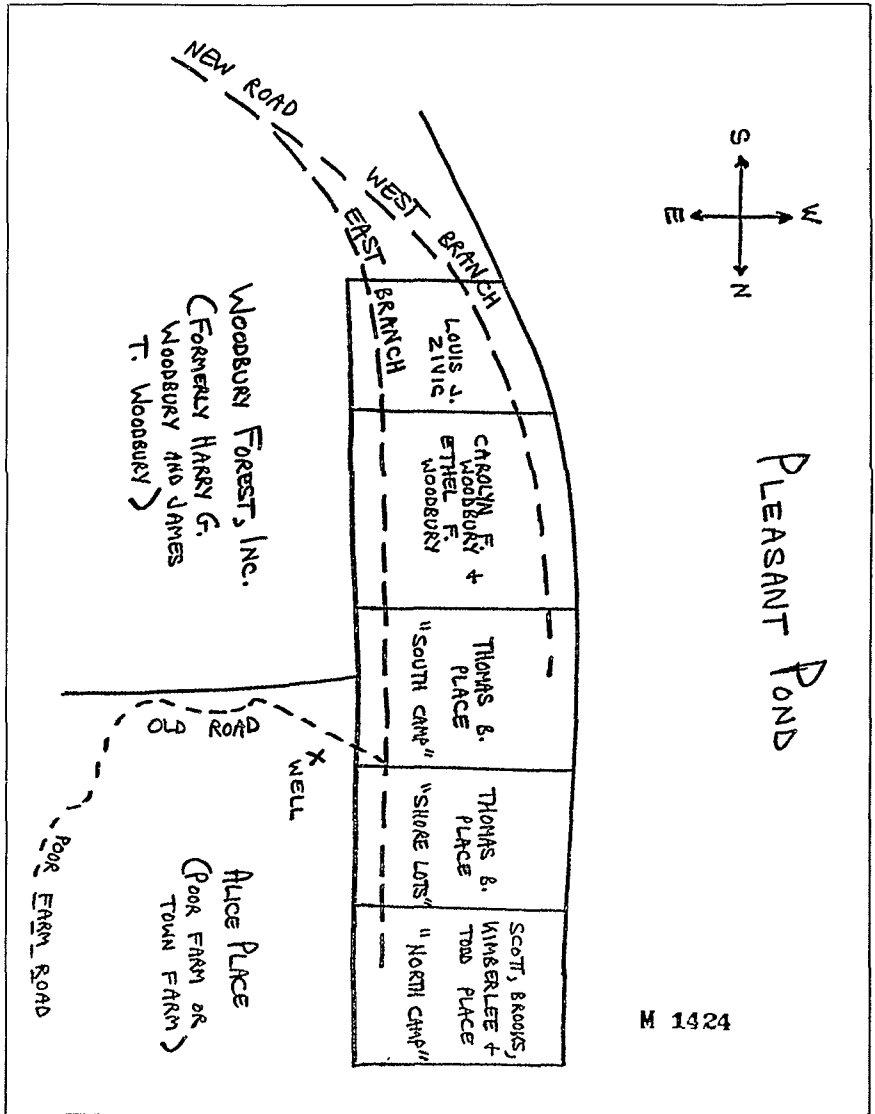 NEW ROAD
WEST BRANCH
EAST BRANCH
S
W
E
N
PLEASANT POND
LOUIS J.
ZIVIC
CAROLYN F.
WOODBURY &
ETHEL F.
WOODBURY
THOMAS B.
PLACE
"SOUTH CAMP"
THOMAS B.
PLACE
"SHORE LOTS"
SCOTT, BROOKS,
KIMBERLEE &
TODD PLACE
"NORTH CAMP"
WOODBURY FOREST, INC.
(FORMERLY HARRY G.
WOODBURY AND JAMES
T. WOODBURY)
OLD ROAD
X
WELL
POOR FARM ROAD
ALICE PLACE
(POOR FARM OR
TOWN FARM)
M 1424